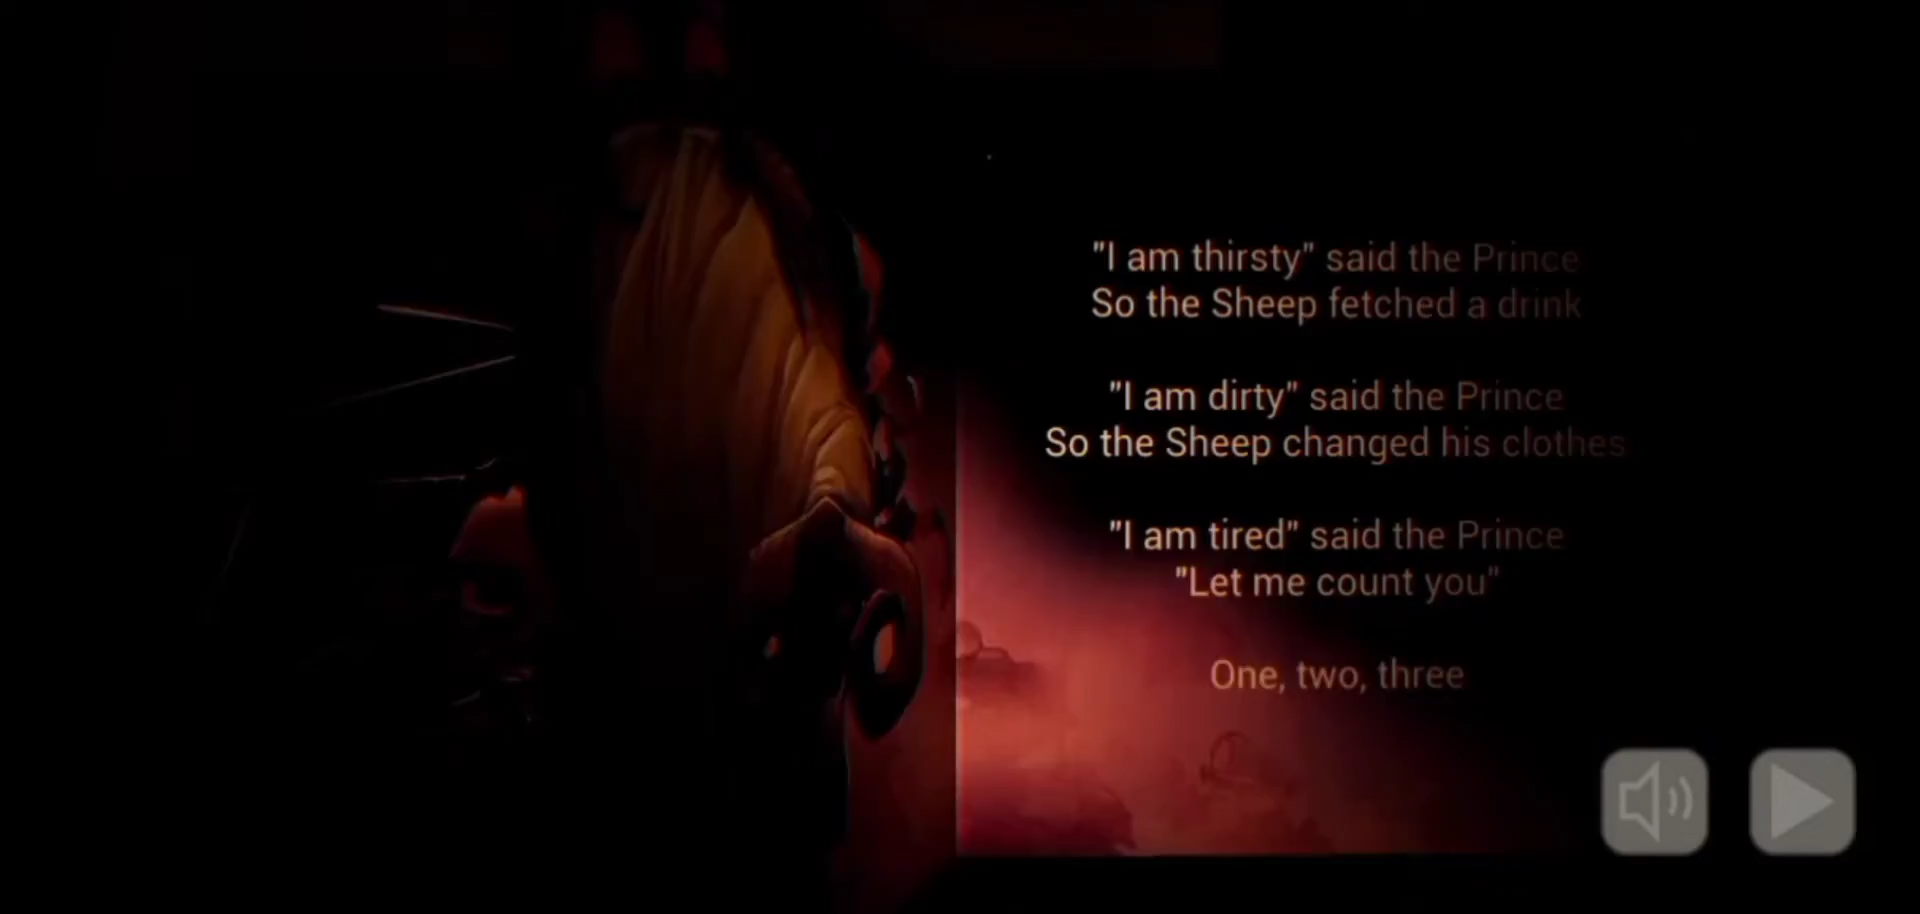 "I am thirsty" said the Prince
So the Sheep fetched a drink
"I am dirty" said the Prince
So the Sheep changed his clothes
"I am tired" said the Prince
"Let me count you"
One, two, three